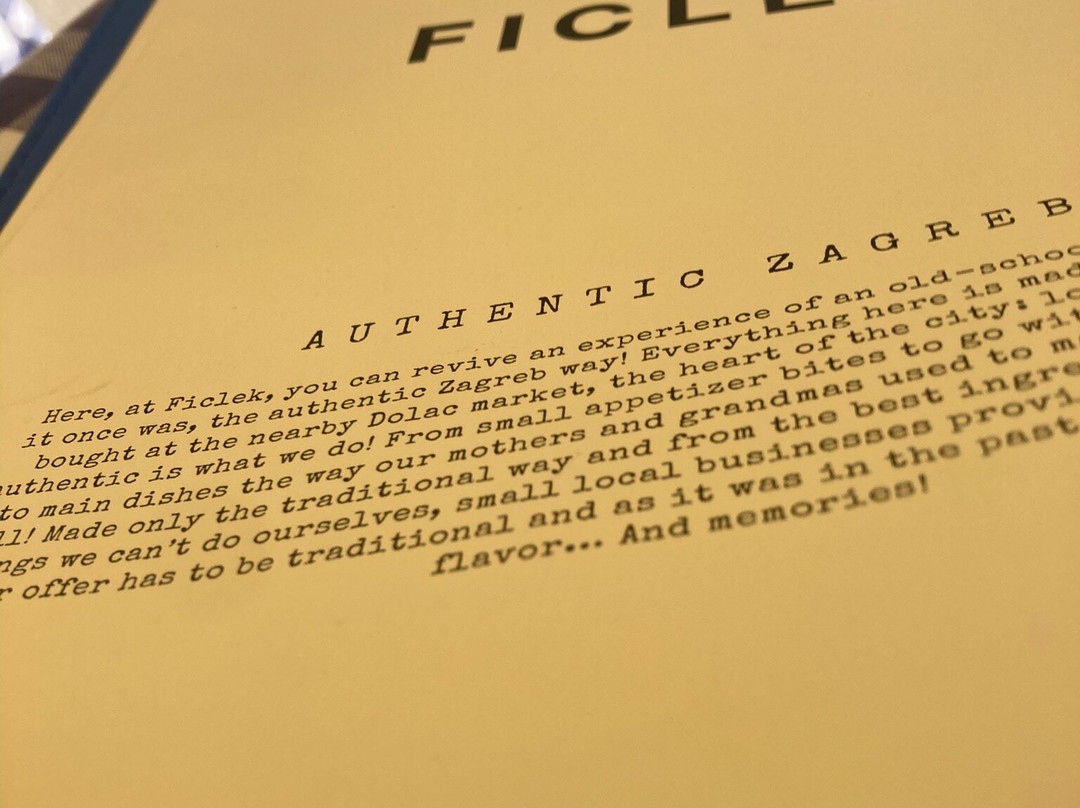 FICLE
AUTHENTIC ZAGREB
Here, at Ficlek, you can revive an experience of an old-schoo
it once was, the authentic Zagreb way! Everything here is mad
bought at the nearby Dolac market, the heart of the city: lo
authentic is what we do! From small appetizer bites to go wit
to main dishes the way our mothers and grandmas used to m
ll! Made only the traditional way and from the best ingre
ngs we can't do ourselves, small local businesses provi
r offer has to be traditional and as it was in the past
flavor... And memories!